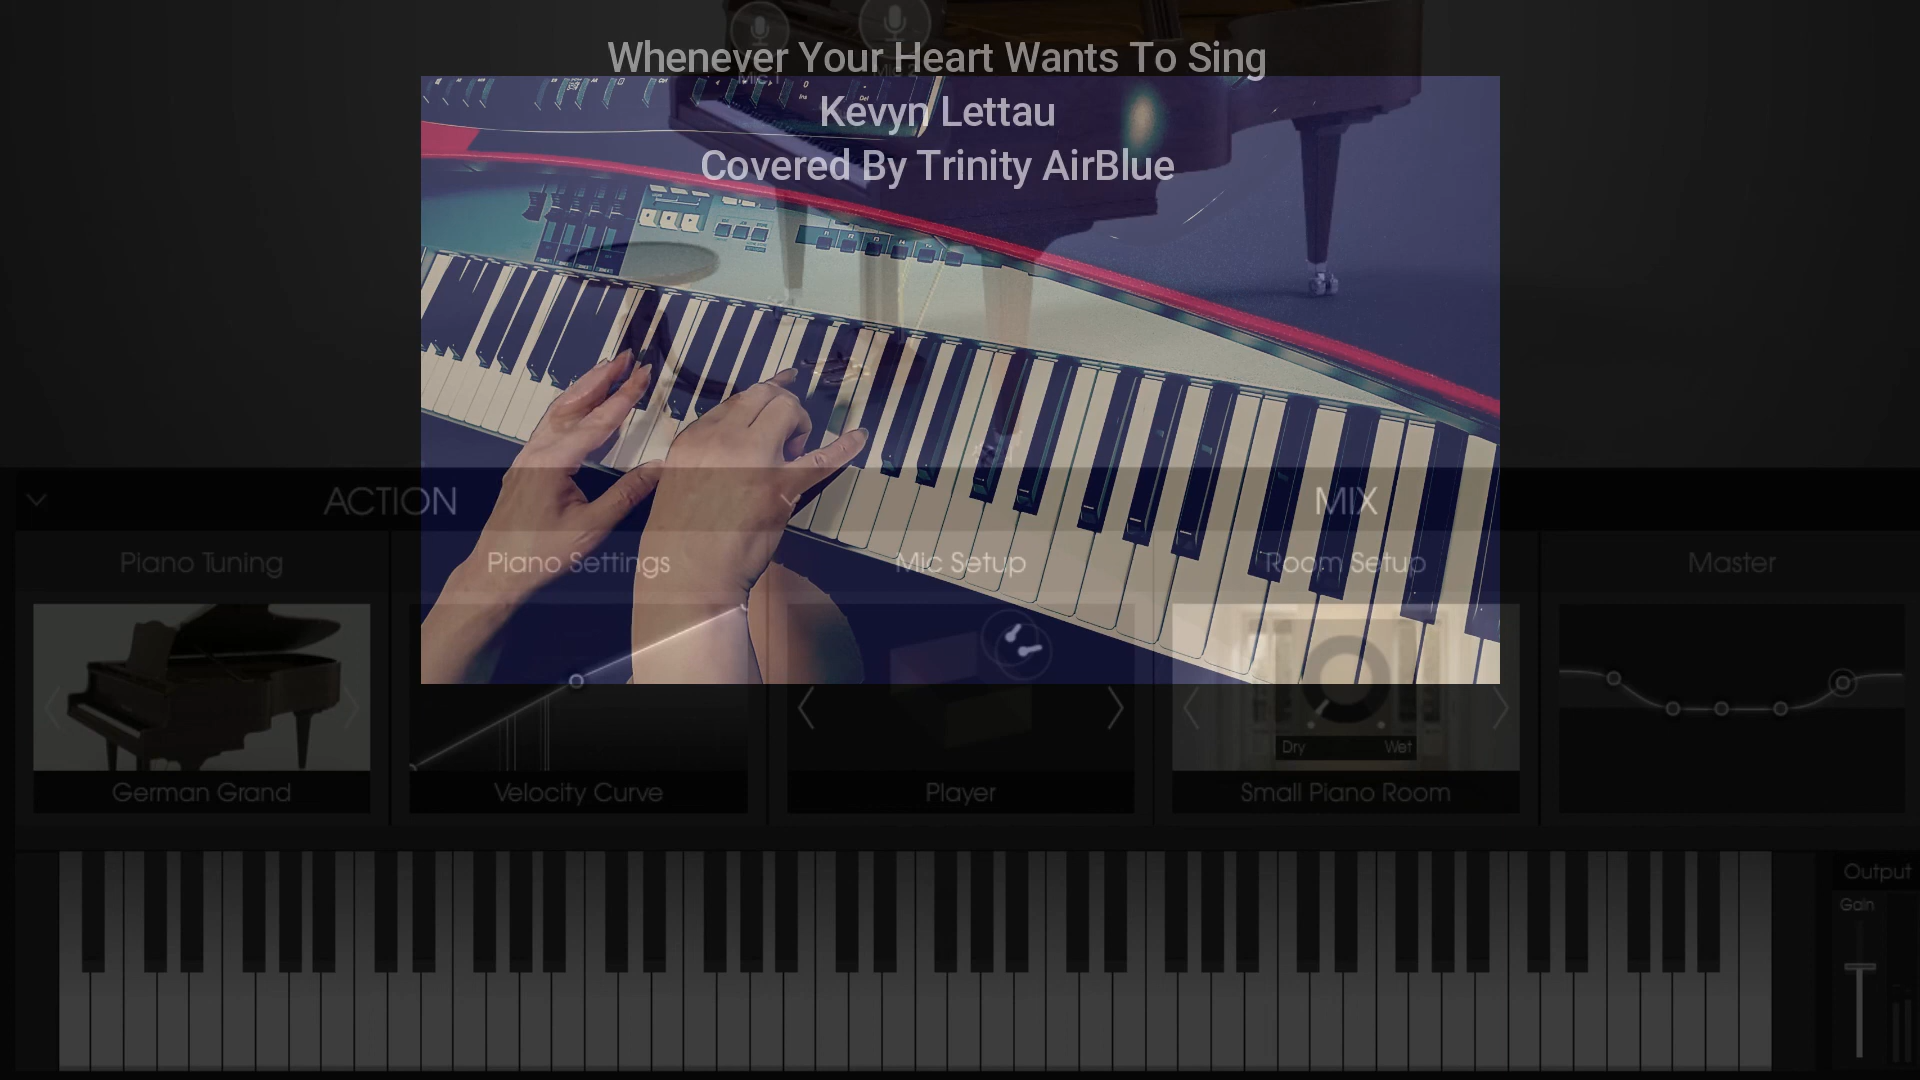 Whenever Your Heart Wants To Sing
Kevyn Lettau
Covered By Trinity AirBlue
ACTION
MIX
Piano Tuning
Piano Settings
Mic Setup
Room Setup
Master
Dry
Wet
German Grand
Velocity Curve
Player
Small Piano Room
Output
Gain